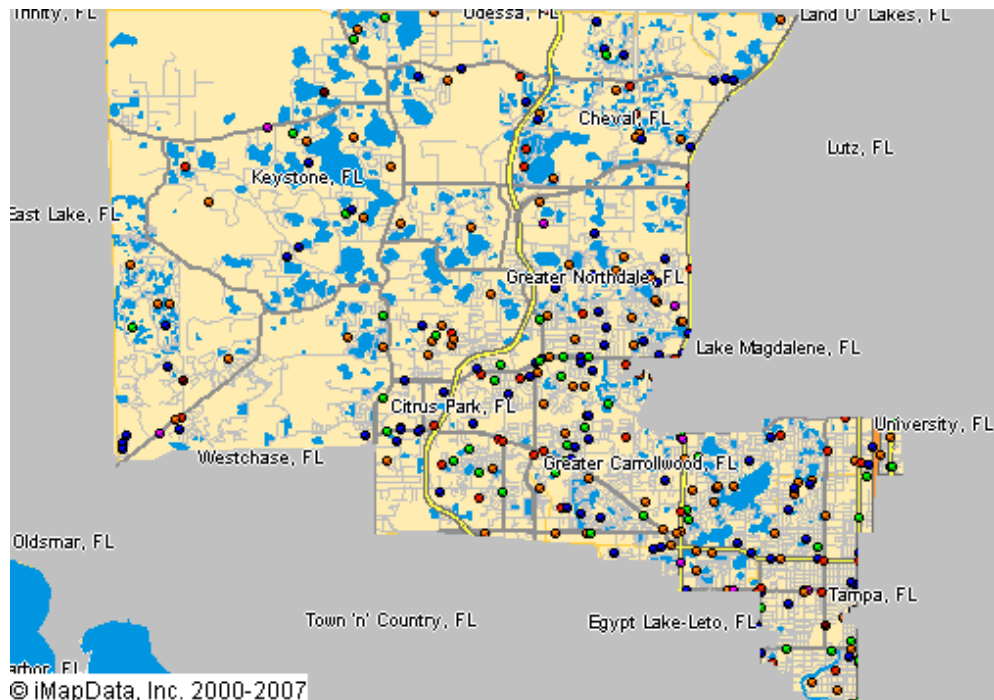 Trinity, FL
Odessa, FL
Land O' Lakes, FL
Cheval, FL
Lutz, FL
Keystone, FL
East Lake, FL
Greater Northdale, FL
Lake Magdalene, FL
Citrus Park, FL
University, FL
Westchase, FL
Greater Carrollwood, FL
Oldsmar, FL
Tampa, FL
Town 'n' Country, FL
Egypt Lake-Leto, FL
arbor, FL
© iMapData, Inc. 2000-2007